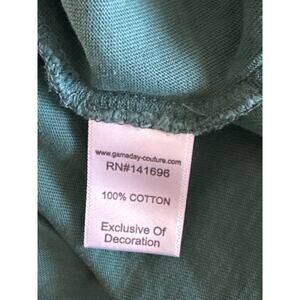 www.gameday-couture.com
RN#141696
100% COTTON
Exclusive Of
Decoration